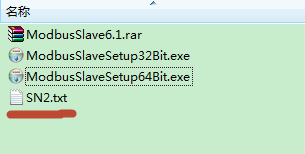 名称
ModbusSlave6.1.rar
ModbusSlaveSetup32Bit.exe
ModbusSlaveSetup64Bit.exe
SN2.txt